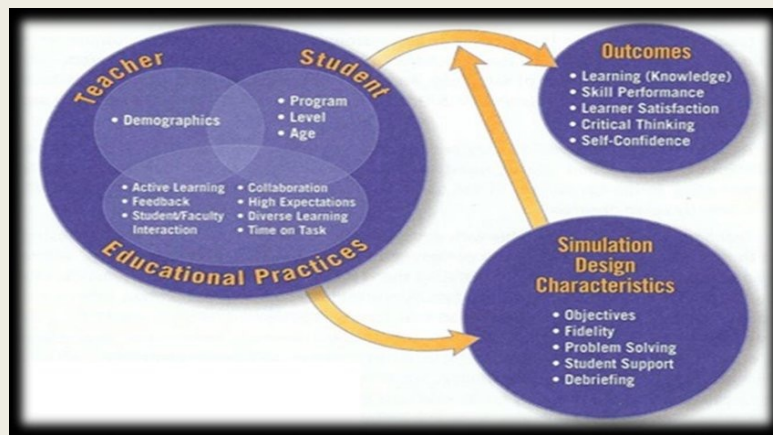 Teacher
Student
• Demographics
• Program
• Level
• Age
• Active Learning
• Feedback
• Student/Faculty
Interaction
• Collaboration
• High Expectations
• Diverse Learning
• Time on Task
Educational Practices
Outcomes
• Learning (Knowledge)
• Skill Performance
• Learner Satisfaction
• Critical Thinking
• Self-Confidence
Simulation
Design
Characteristics
• Objectives
• Fidelity
• Problem Solving
• Student Support
• Debriefing